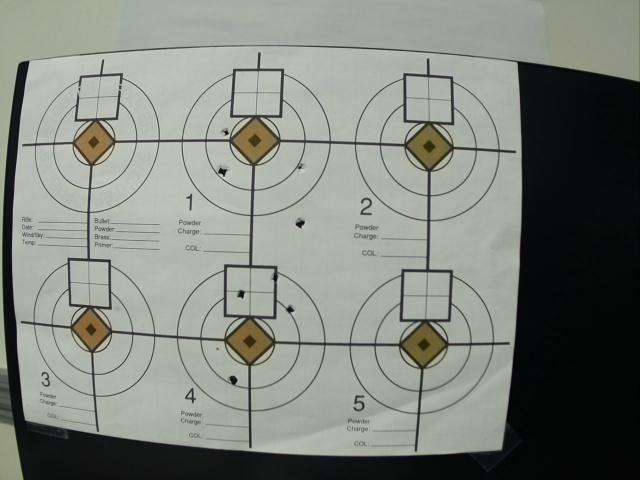 Rifle:
Date:
Wind/Sky:
Temp:
Bullet:
Powder:
Brass:
Primer:
1
Powder
Charge:
COL:
2
Powder
Charge:
COL:
3
Powder
Charge:
COL:
4
Powder
Charge:
COL:
5
Powder
Charge:
COL: